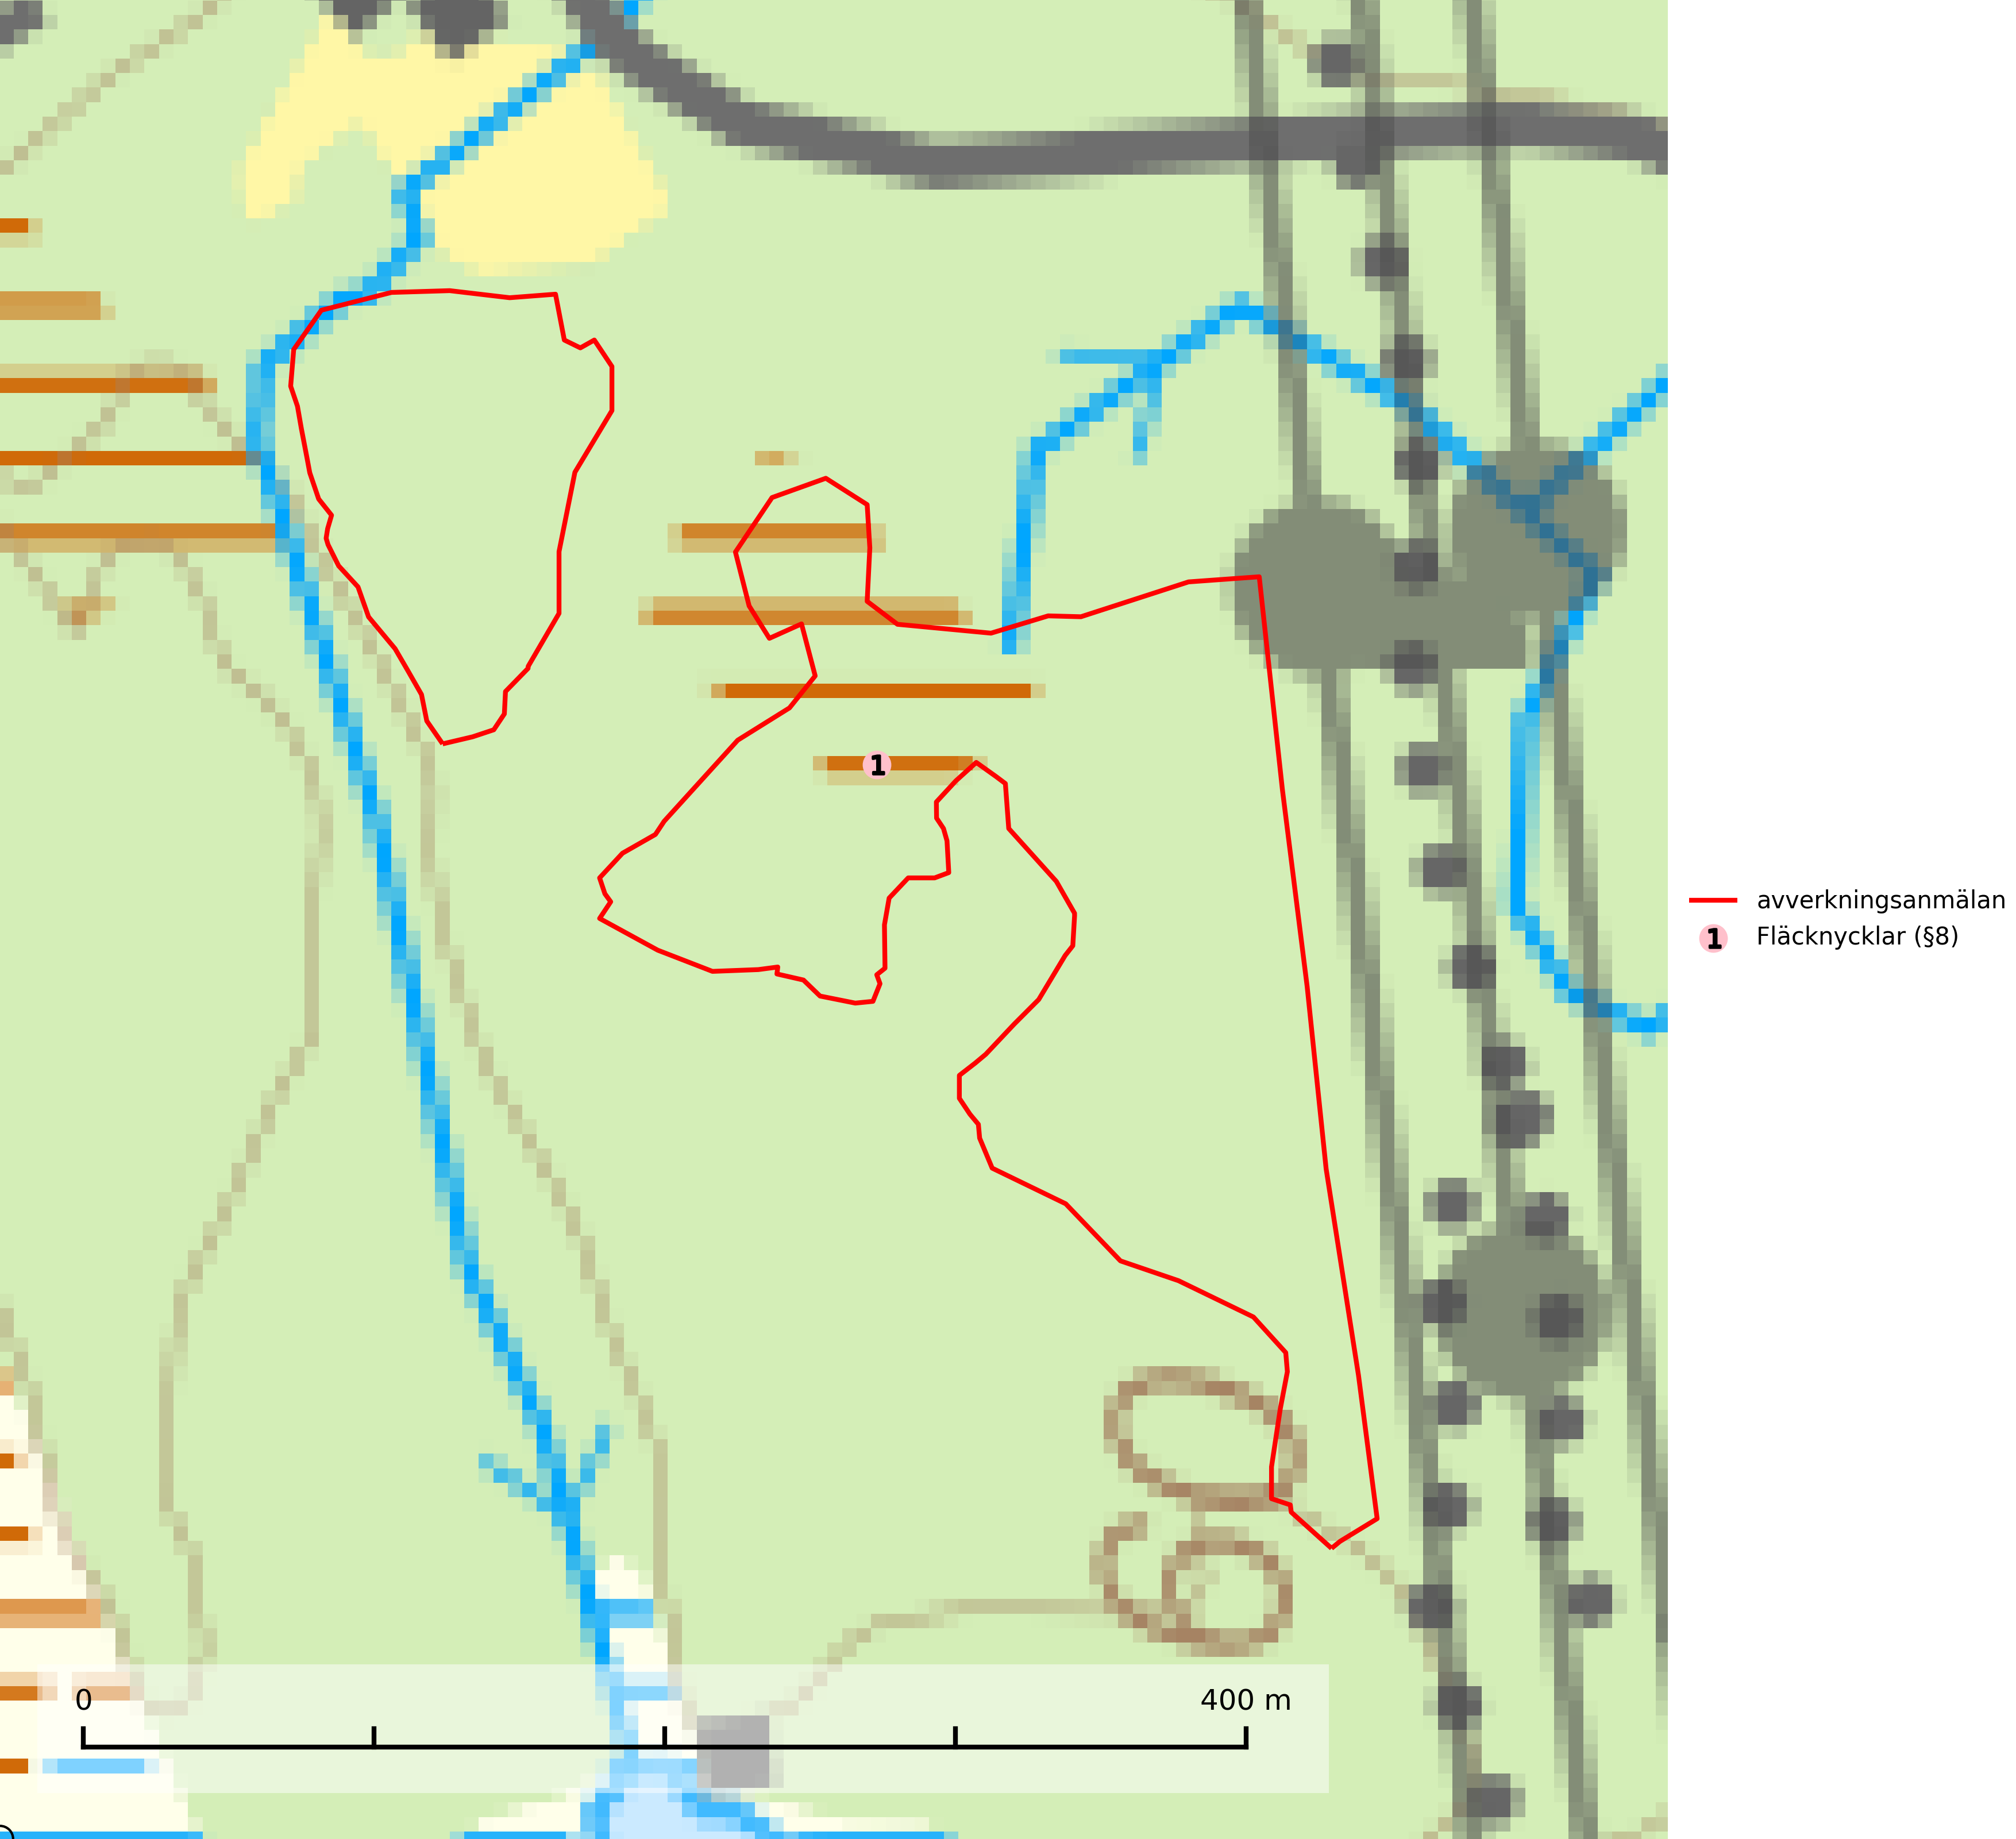 1
avverkningsanmälan
1 Fläcknycklar (§8)
0 400 m